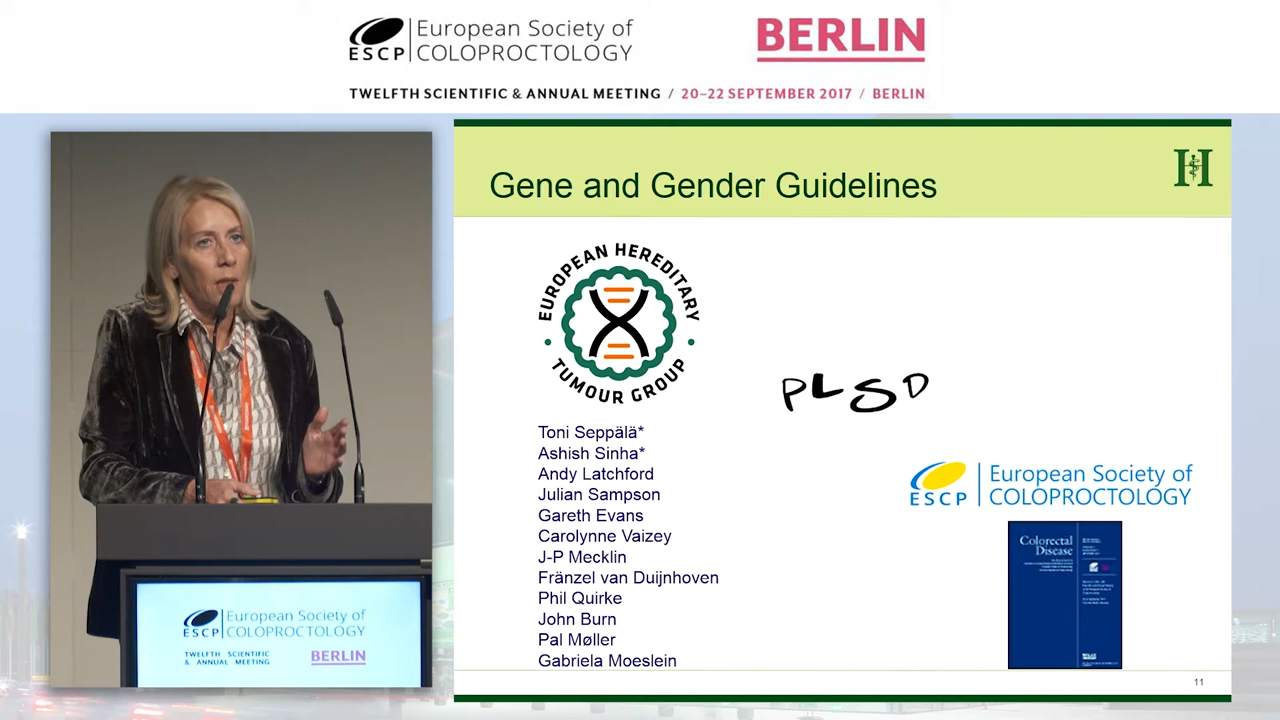 ESCP
European Society of
COLOPROCTOLOGY
BERLIN
TWELFTH SCIENTIFIC & ANNUAL MEETING / 20–22 SEPTEMBER 2017 / BERLIN
Gene and Gender Guidelines
H
EUROPEAN HEREDITARY
TUMOUR GROUP
PLSD
Toni Seppälä*
Ashish Sinha*
Andy Latchford
Julian Sampson
Gareth Evans
Carolynne Vaizey
J-P Mecklin
Fränzel van Duijnhoven
Phil Quirke
John Burn
Pal Møller
Gabriela Moeslein
ESCP
European Society of
COLOPROCTOLOGY
Colorectal
Disease
11
ESCP
European Society of
COLOPROCTOLOGY
TWELFTH SCIENTIFIC
& ANNUAL MEETING
BERLIN